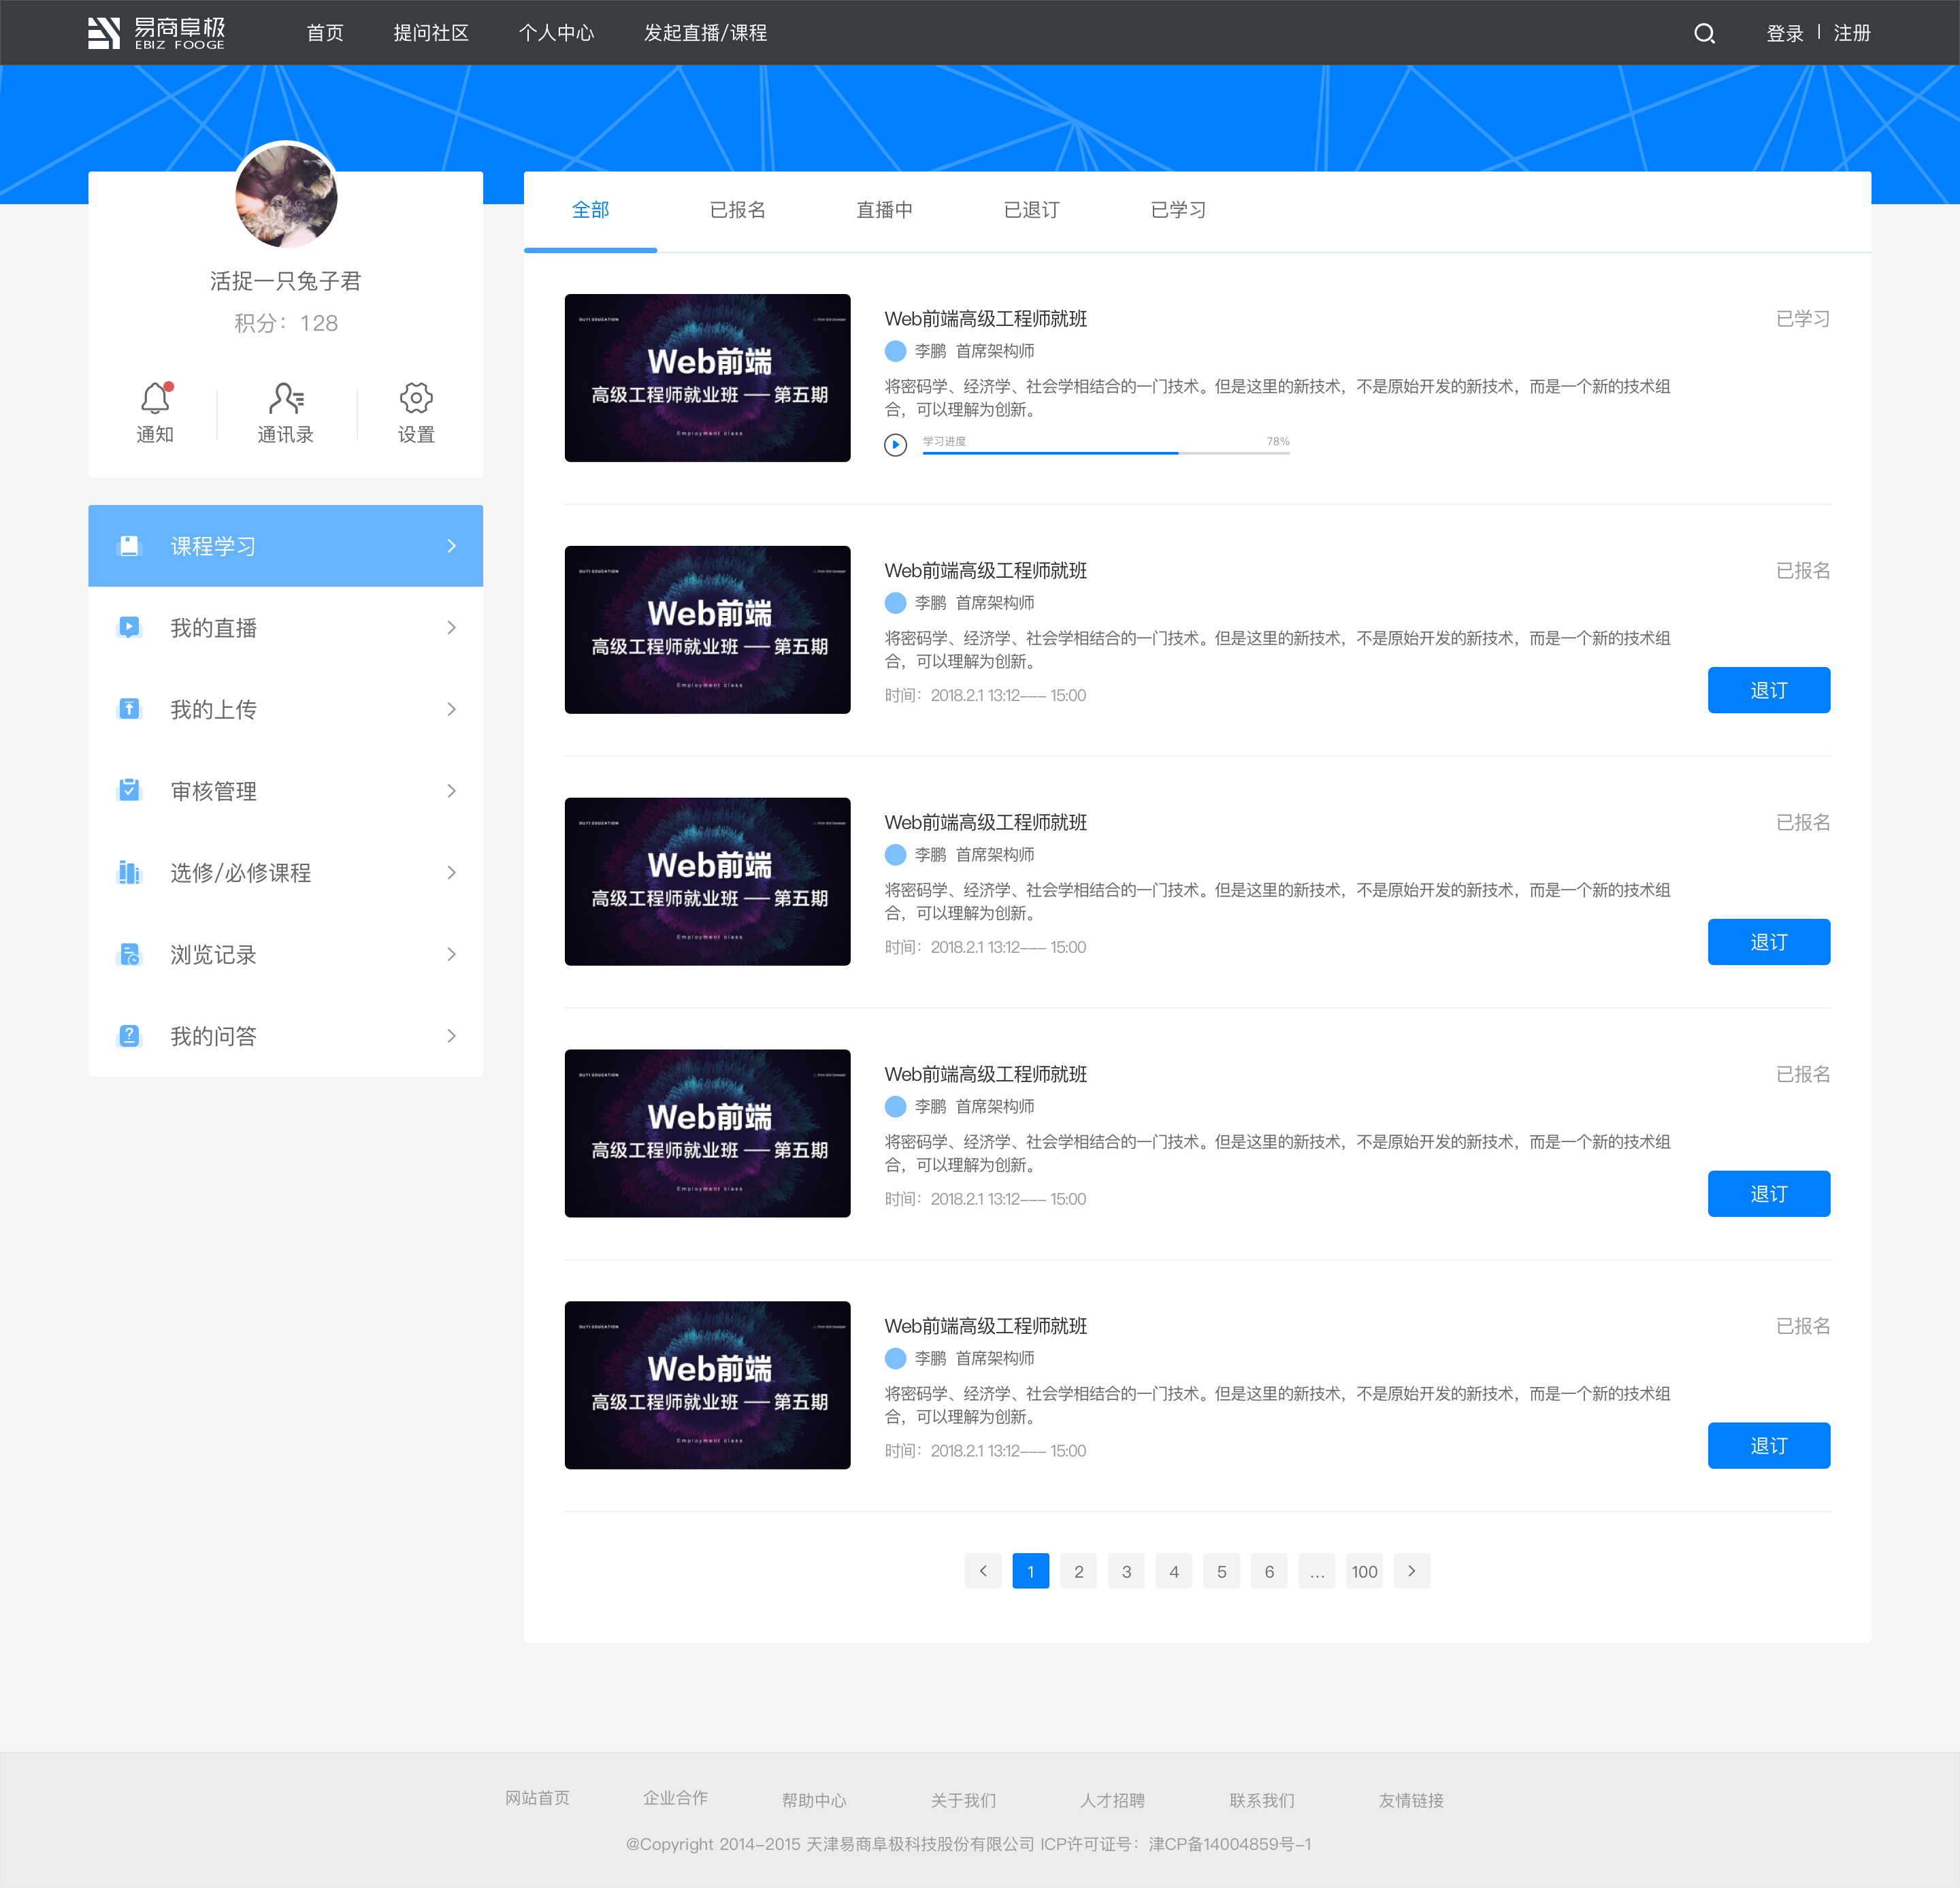 易商阜极
EBIZ FOOGE
首页 提问社区 个人中心 发起直播/课程
登录 | 注册
活捉一只兔子君
积分：128
通知 通讯录 设置
课程学习
我的直播
我的上传
审核管理
选修/必修课程
浏览记录
我的问答
全部 已报名 直播中 已退订 已学习
DUYI EDUCATION
Web前端
高级工程师就业班 — 第五期
Employment class
Web前端高级工程师就班
已学习
李鹏 首席架构师
将密码学、经济学、社会学相结合的一门技术。但是这里的新技术，不是原始开发的新技术，而是一个新的技术组
合，可以理解为创新。
学习进度 78%
DUYI EDUCATION
Web前端
高级工程师就业班 — 第五期
Employment class
Web前端高级工程师就班
已报名
李鹏 首席架构师
将密码学、经济学、社会学相结合的一门技术。但是这里的新技术，不是原始开发的新技术，而是一个新的技术组
合，可以理解为创新。
时间：2018.2.1 13:12--- 15:00
退订
DUYI EDUCATION
Web前端
高级工程师就业班 — 第五期
Employment class
Web前端高级工程师就班
已报名
李鹏 首席架构师
将密码学、经济学、社会学相结合的一门技术。但是这里的新技术，不是原始开发的新技术，而是一个新的技术组
合，可以理解为创新。
时间：2018.2.1 13:12--- 15:00
退订
DUYI EDUCATION
Web前端
高级工程师就业班 — 第五期
Employment class
Web前端高级工程师就班
已报名
李鹏 首席架构师
将密码学、经济学、社会学相结合的一门技术。但是这里的新技术，不是原始开发的新技术，而是一个新的技术组
合，可以理解为创新。
时间：2018.2.1 13:12--- 15:00
退订
DUYI EDUCATION
Web前端
高级工程师就业班 — 第五期
Employment class
Web前端高级工程师就班
已报名
李鹏 首席架构师
将密码学、经济学、社会学相结合的一门技术。但是这里的新技术，不是原始开发的新技术，而是一个新的技术组
合，可以理解为创新。
时间：2018.2.1 13:12--- 15:00
退订
1 2 3 4 5 6 ... 100
网站首页 企业合作 帮助中心 关于我们 人才招聘 联系我们 友情链接
@Copyright 2014-2015 天津易商阜极科技股份有限公司 ICP许可证号：津CP备14004859号-1